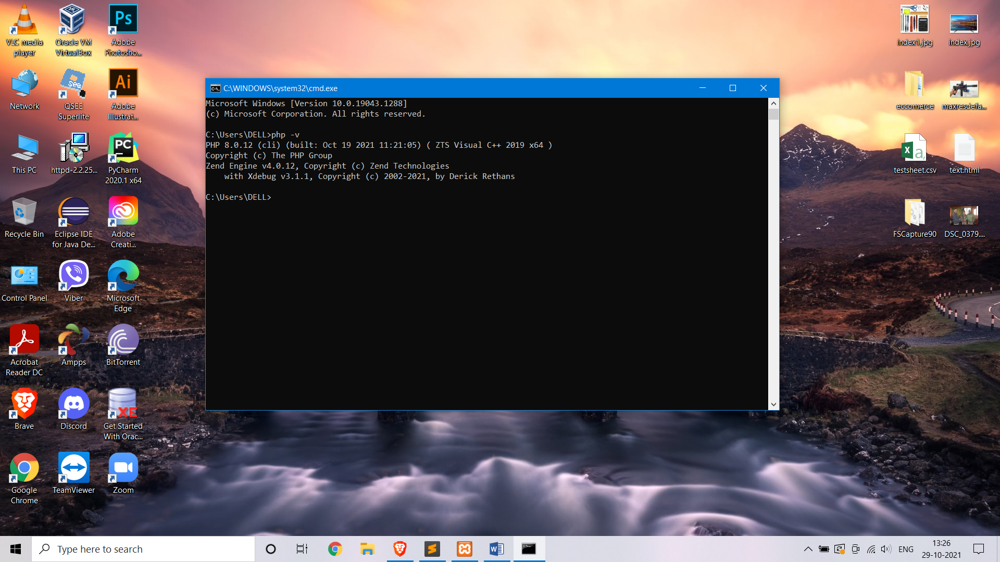 VLC media
player
Oracle VM
VirtualBox
Ps
Adobe
Photosho...
Network
See
QSEE
Superlite
Ai
Adobe
Illustrat...
This PC
httpd-2.2.25...
PC
PyCharm
2020.1 x64
Recycle Bin
Eclipse IDE
for Java De...
Adobe
Creati...
Control Panel
Viber
Microsoft
Edge
Acrobat
Reader DC
Ampps
BitTorrent
Brave
Discord
XE
Get Started
With Orac...
Google
Chrome
TeamViewer
Zoom
C:\WINDOWS\system32\cmd.exe
Microsoft Windows [Version 10.0.19043.1288]
(c) Microsoft Corporation. All rights reserved.
C:\Users\DELL>php -v
PHP 8.0.12 (cli) (built: Oct 19 2021 11:21:05) ( ZTS Visual C++ 2019 x64 )
Copyright (c) The PHP Group
Zend Engine v4.0.12, Copyright (c) Zend Technologies
with Xdebug v3.1.1, Copyright (c) 2002-2021, by Derick Rethans
C:\Users\DELL>
index1.jpg
index.jpg
eccomerce
maxresdefa...
X a,
testsheet.csv
text.html
FSCapture90
DSC_0379....
Type here to search
W
ENG
13:26
29-10-2021